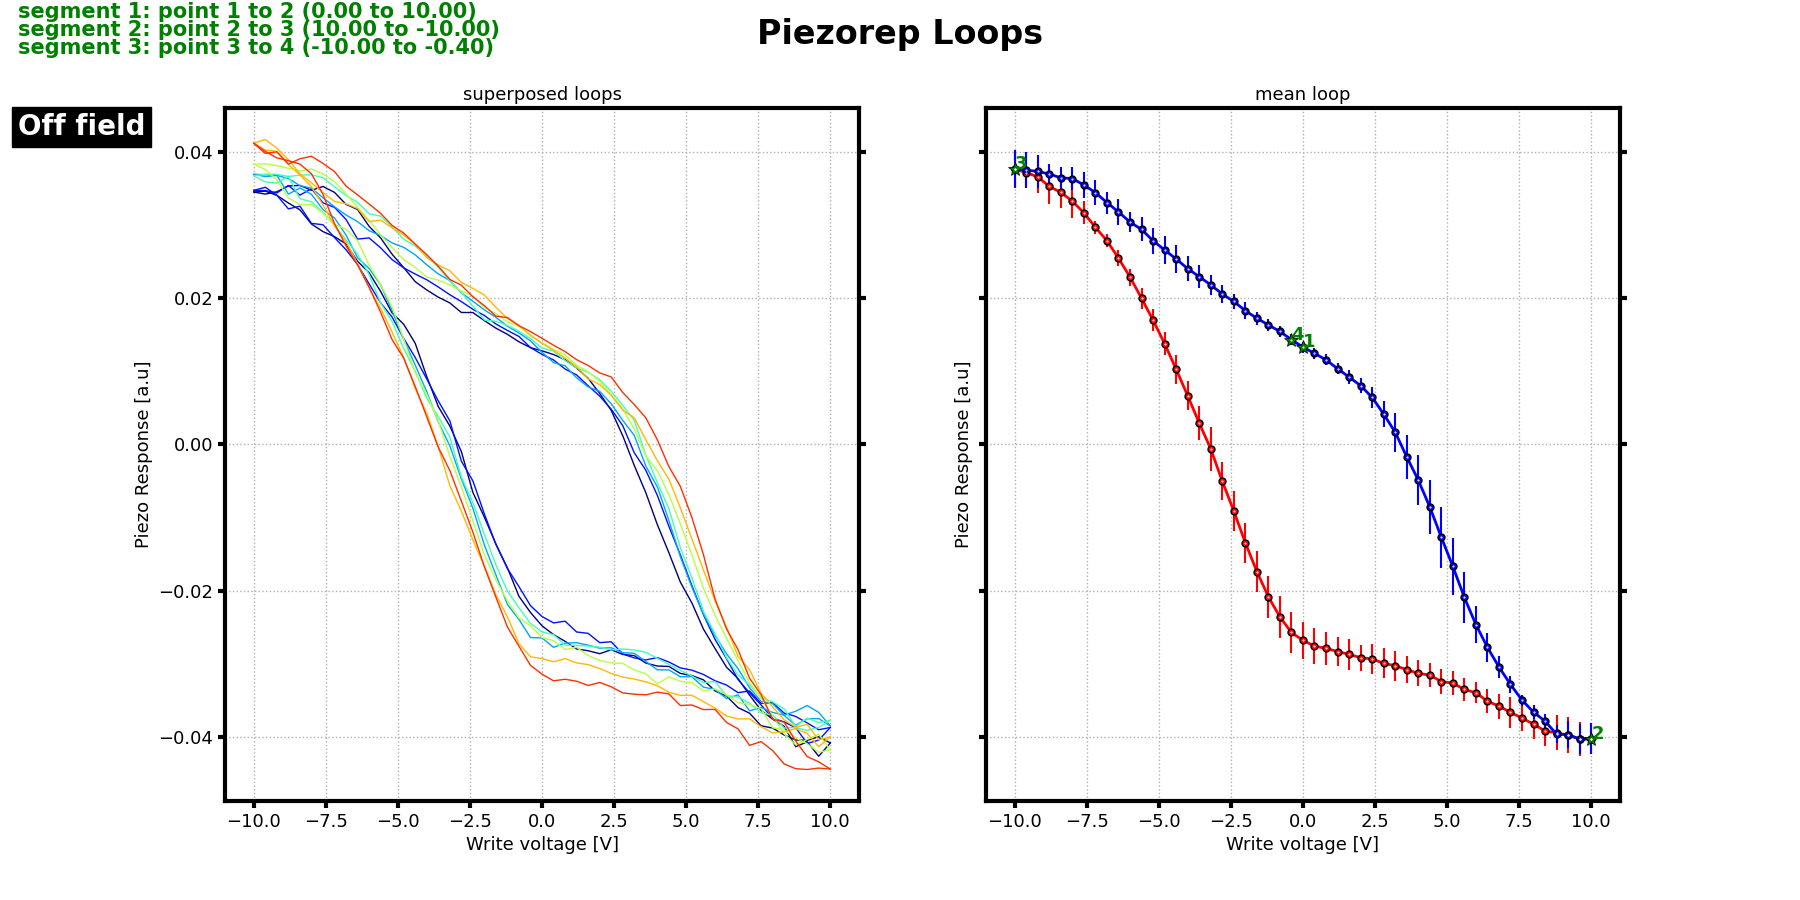 segment 1: point 1 to 2 (0.00 to 10.00)
segment 2: point 2 to 3 (10.00 to -10.00)
segment 3: point 3 to 4 (-10.00 to -0.40)
Piezorep Loops
Off field
superposed loops
0.04
0.02
0.00
−0.02
−0.04
Piezo Response [a.u]
−10.0 −7.5 −5.0 −2.5 0.0 2.5 5.0 7.5 10.0
Write voltage [V]
mean loop
3
4 1
2
Piezo Response [a.u]
−10.0 −7.5 −5.0 −2.5 0.0 2.5 5.0 7.5 10.0
Write voltage [V]